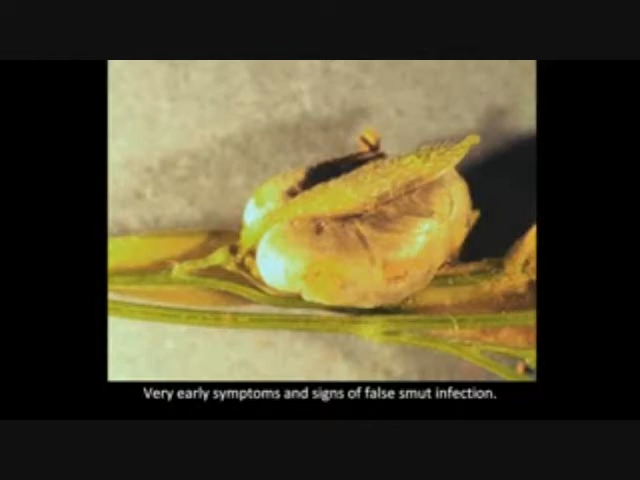 Very early symptoms and signs of false smut infection.